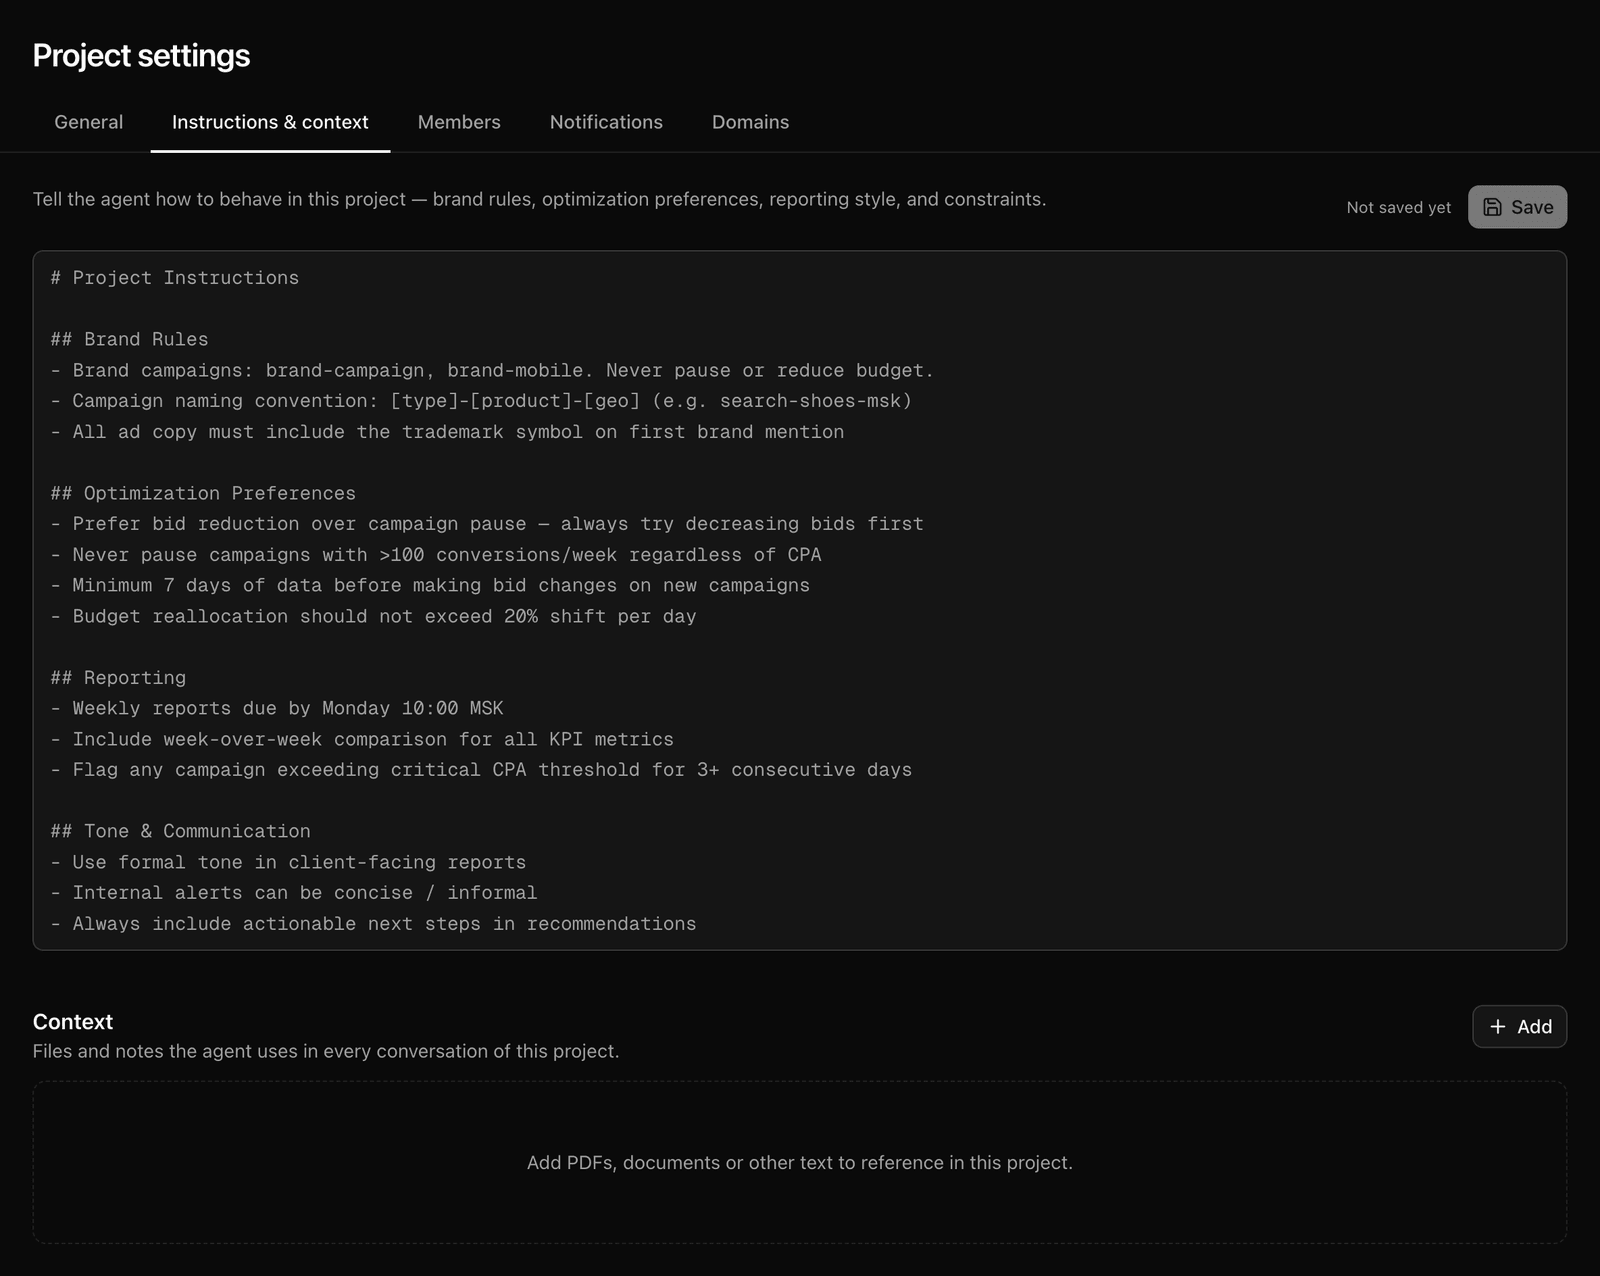 Project settings
General
Instructions & context
Members
Notifications
Domains
Tell the agent how to behave in this project — brand rules, optimization preferences, reporting style, and constraints.
Not saved yet
Save
# Project Instructions
## Brand Rules
- Brand campaigns: brand-campaign, brand-mobile. Never pause or reduce budget.
- Campaign naming convention: [type]-[product]-[geo] (e.g. search-shoes-msk)
- All ad copy must include the trademark symbol on first brand mention
## Optimization Preferences
- Prefer bid reduction over campaign pause — always try decreasing bids first
- Never pause campaigns with >100 conversions/week regardless of CPA
- Minimum 7 days of data before making bid changes on new campaigns
- Budget reallocation should not exceed 20% shift per day
## Reporting
- Weekly reports due by Monday 10:00 MSK
- Include week-over-week comparison for all KPI metrics
- Flag any campaign exceeding critical CPA threshold for 3+ consecutive days
## Tone & Communication
- Use formal tone in client-facing reports
- Internal alerts can be concise / informal
- Always include actionable next steps in recommendations
Context
+ Add
Files and notes the agent uses in every conversation of this project.
Add PDFs, documents or other text to reference in this project.